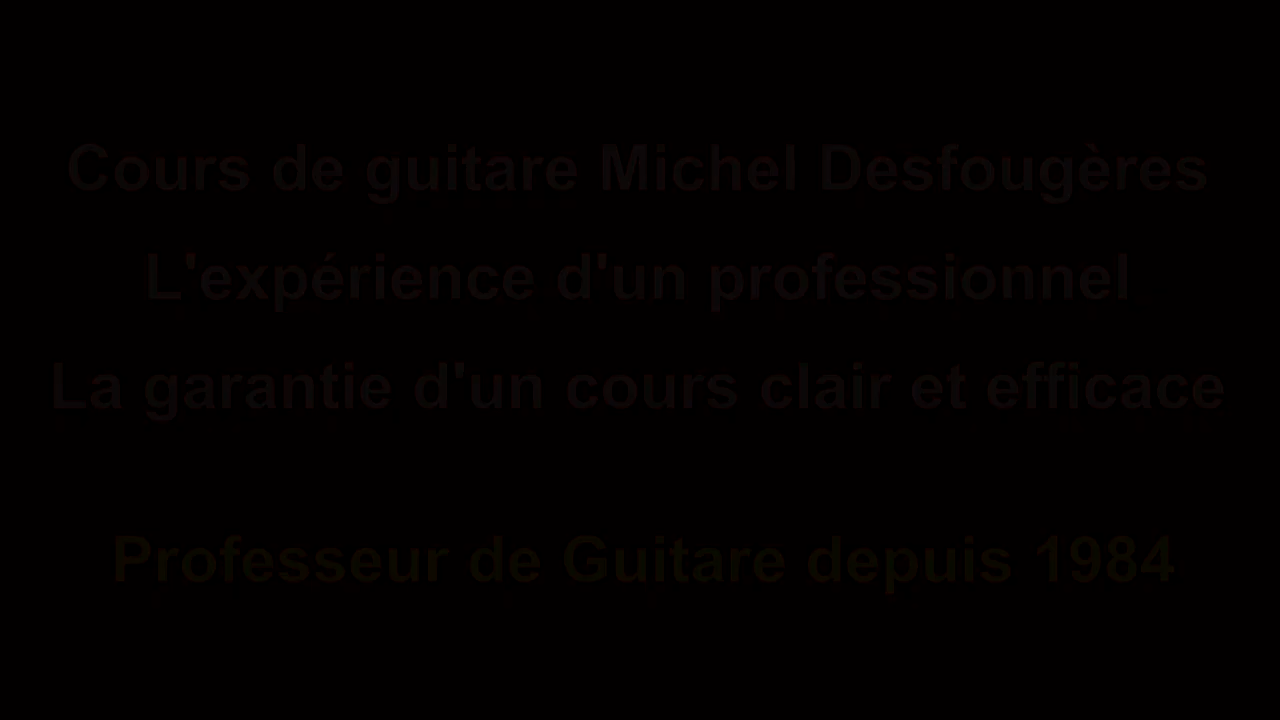 Cours de guitare Michel Desfougères
L'expérience d'un professionnel
La garantie d'un cours clair et efficace
Professeur de Guitare depuis 1984